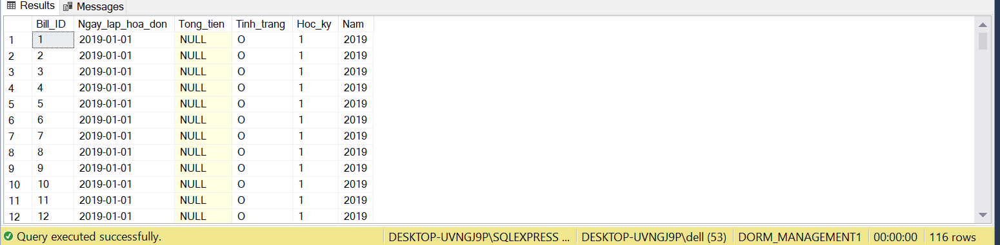 Results Messages
Bill_ID Ngay_lap_hoa_don Tong_tien Tinh_trang Hoc_ky Nam
1 1 2019-01-01 NULL O 1 2019
2 2 2019-01-01 NULL O 1 2019
3 3 2019-01-01 NULL O 1 2019
4 4 2019-01-01 NULL O 1 2019
5 5 2019-01-01 NULL O 1 2019
6 6 2019-01-01 NULL O 1 2019
7 7 2019-01-01 NULL O 1 2019
8 8 2019-01-01 NULL O 1 2019
9 9 2019-01-01 NULL O 1 2019
10 10 2019-01-01 NULL O 1 2019
11 11 2019-01-01 NULL O 1 2019
12 12 2019-01-01 NULL O 1 2019
Query executed successfully. DESKTOP-UVNGJ9P\SQLEXPRESS ... DESKTOP-UVNGJ9P\dell (53) DORM_MANAGEMENT1 00:00:00 116 rows